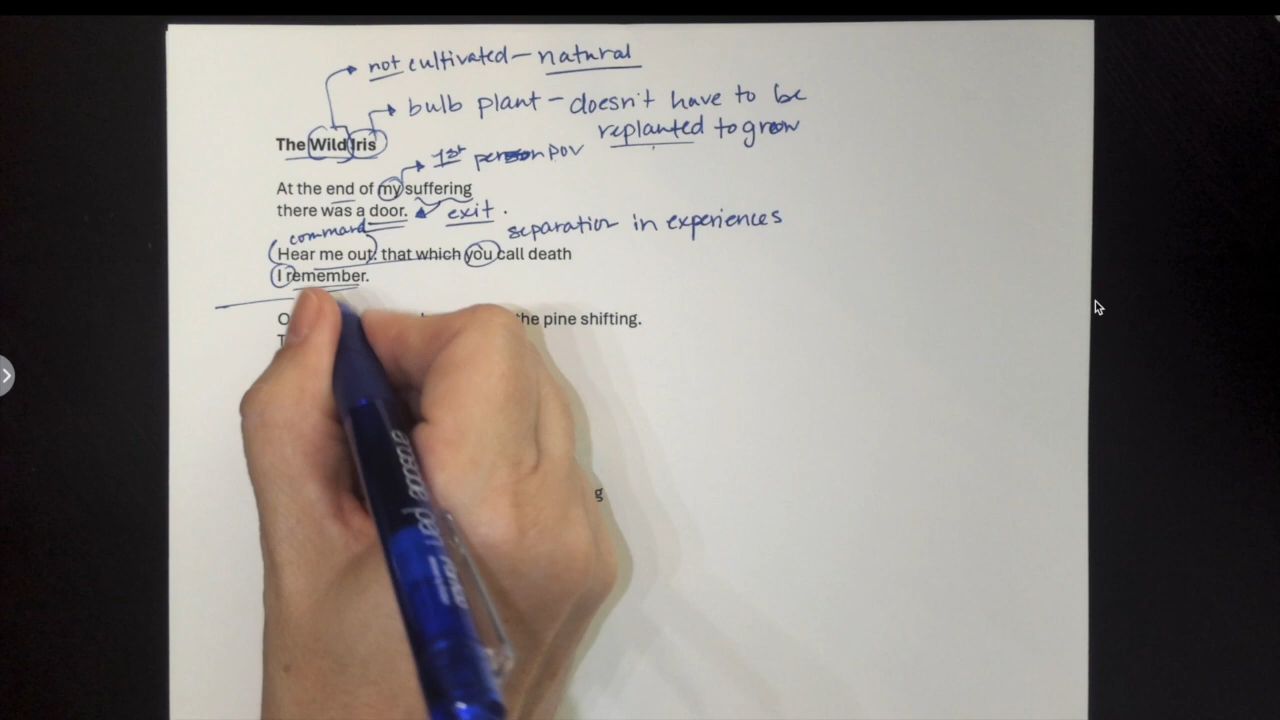 not cultivated – natural
bulb plant – doesn't have to be
replanted to grow
The Wild Iris
1st person pov
At the end of my suffering
there was a door.
exit.
separation in experiences
command
Hear me out: that which you call death
I remember.
O
the pine shifting.
T
g